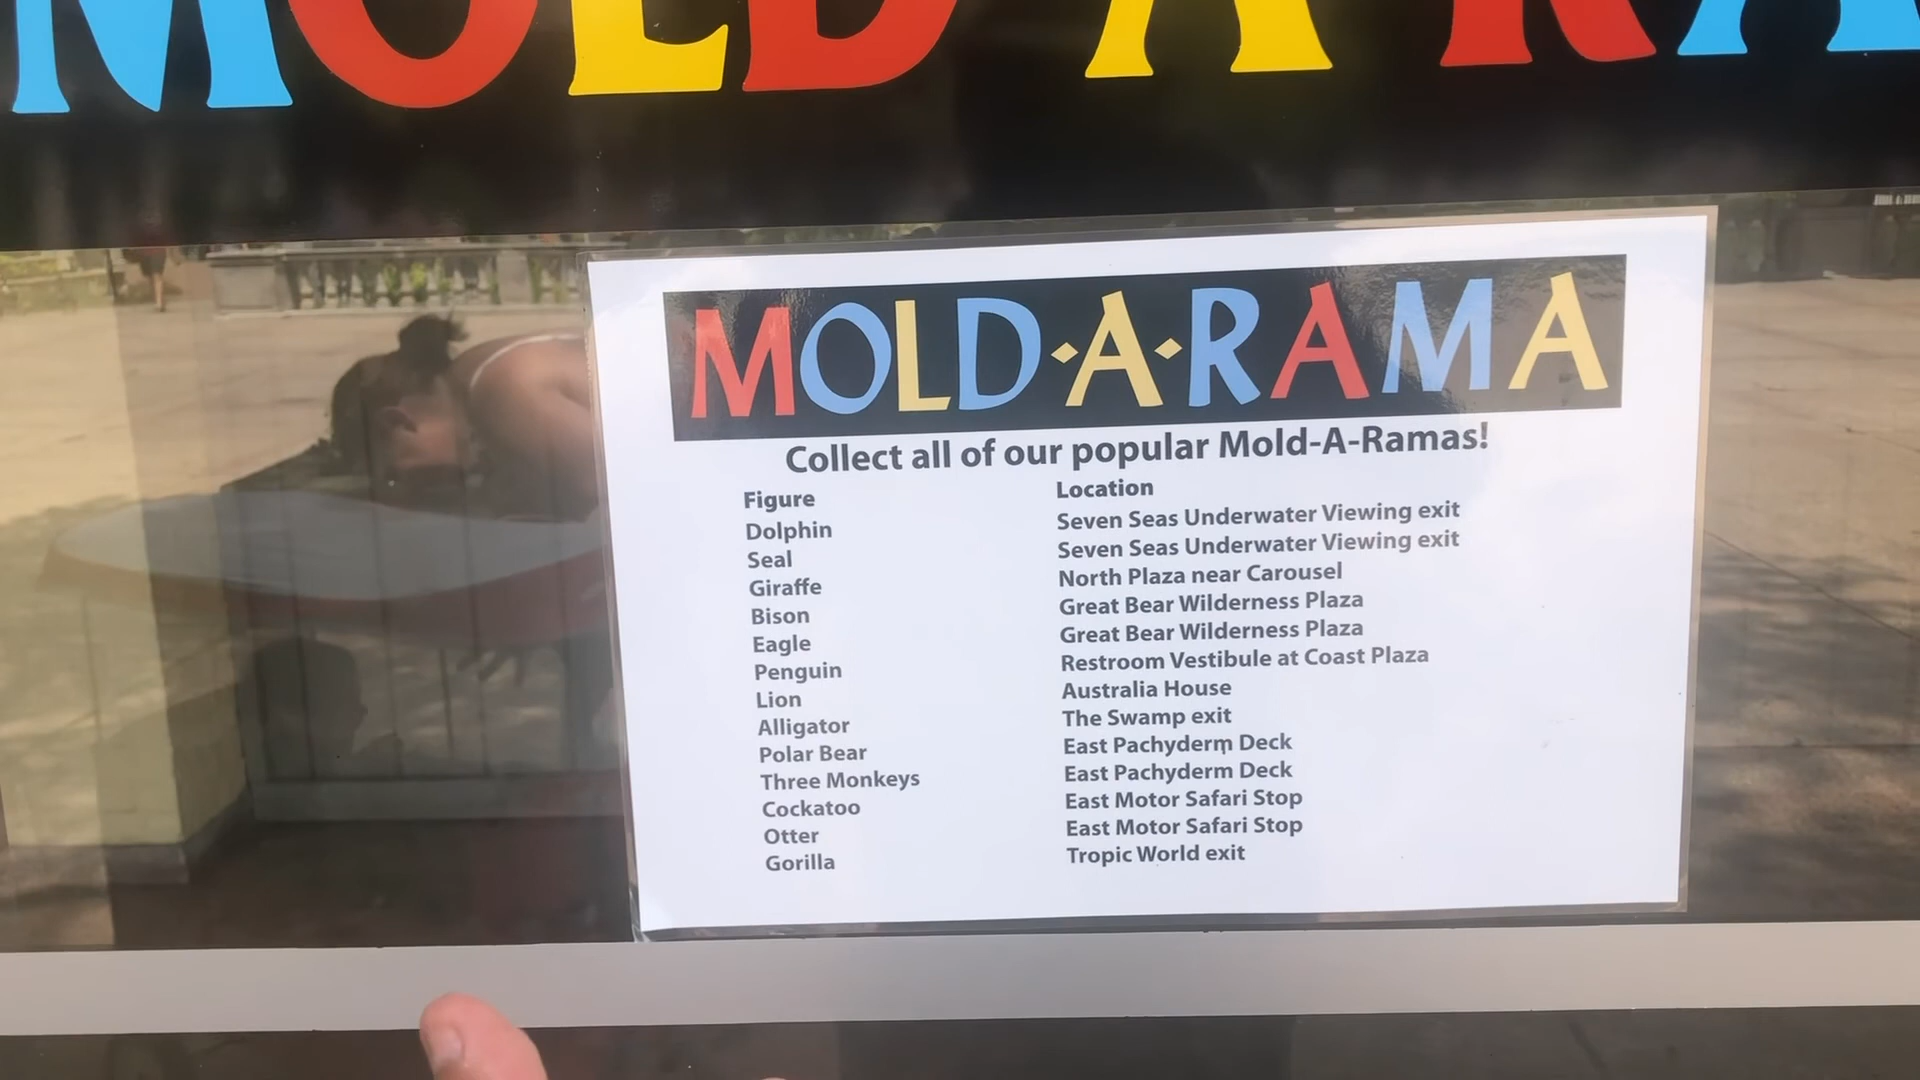 MOLD A RA
MOLD·A·RAMA
Collect all of our popular Mold-A-Ramas!
Figure Location
Dolphin Seven Seas Underwater Viewing exit
Seal Seven Seas Underwater Viewing exit
Giraffe North Plaza near Carousel
Bison Great Bear Wilderness Plaza
Eagle Great Bear Wilderness Plaza
Penguin Restroom Vestibule at Coast Plaza
Lion Australia House
Alligator The Swamp exit
Polar Bear East Pachyderm Deck
Three Monkeys East Pachyderm Deck
Cockatoo East Motor Safari Stop
Otter East Motor Safari Stop
Gorilla Tropic World exit